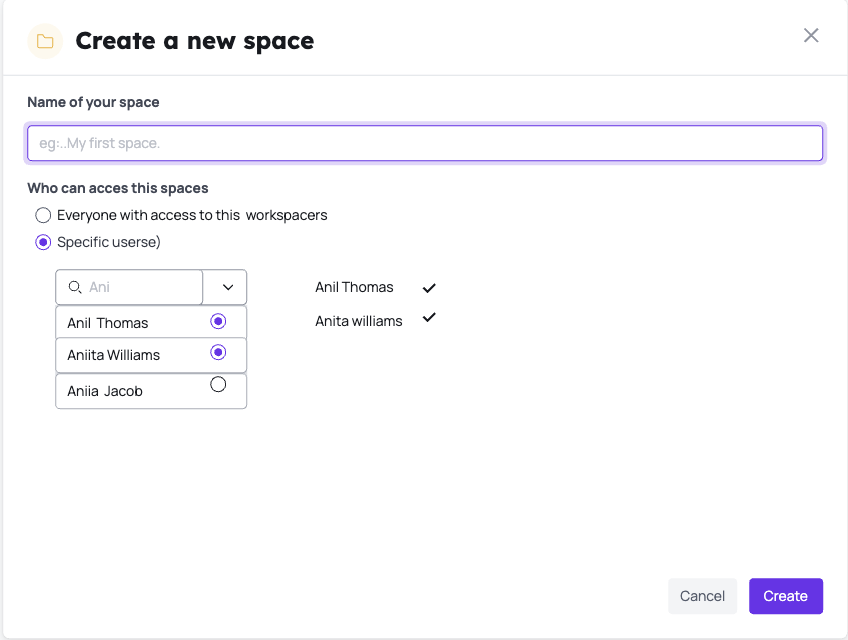 Create a new space
Name of your space
eg:..My first space.
Who can acces this spaces
Everyone with access to this workspacers
Specific userse)
Ani
Anil Thomas
Aniita Williams
Aniia Jacob
Anil Thomas
Anita williams
Cancel
Create